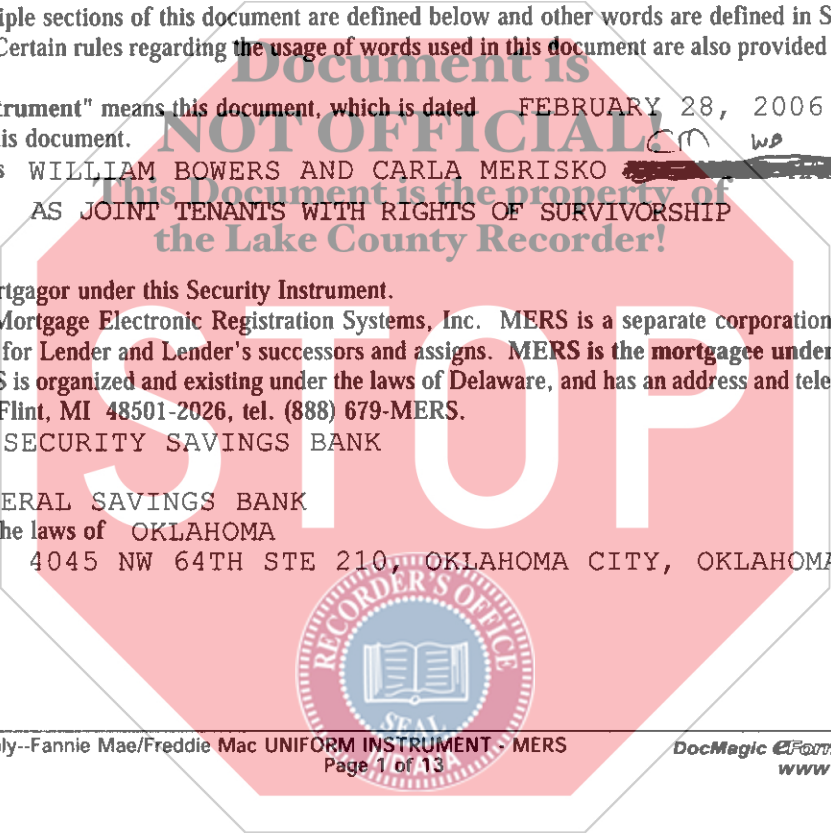 iple sections of this document are defined below and other words are defined in S
Certain rules regarding the usage of words used in this document are also provided
Document is
trument" means this document, which is dated FEBRUARY 28, 2006
NOT OFFICIAL!
is document.
CM WB
s WILLIAM BOWERS AND CARLA MERISKO
This Document is the property of
AS JOINT TENANTS WITH RIGHTS OF SURVIVORSHIP
the Lake County Recorder!
rtgagor under this Security Instrument.
Mortgage Electronic Registration Systems, Inc. MERS is a separate corporation
for Lender and Lender's successors and assigns. MERS is the mortgagee under
S is organized and existing under the laws of Delaware, and has an address and tele
Flint, MI 48501-2026, tel. (888) 679-MERS.
STOP
SECURITY SAVINGS BANK
ERAL SAVINGS BANK
he laws of OKLAHOMA
4045 NW 64TH STE 210, OKLAHOMA CITY, OKLAHOMA
RECORDER'S OFFICE
SEAL
INDIANA
ly--Fannie Mae/Freddie Mac UNIFORM INSTRUMENT - MERS
Page 1 of 13
DocMagic eForm
www